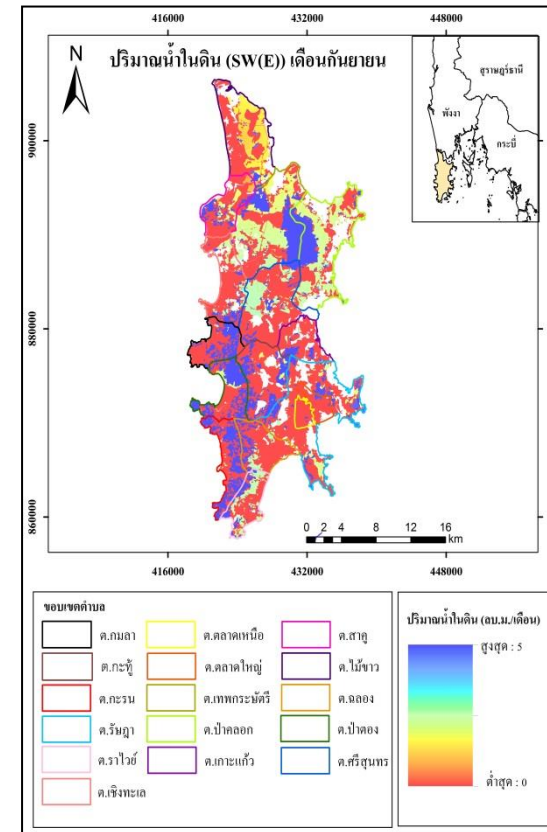 416000 432000 448000
N
ปริมาณน้ำในดิน (SW(E)) เดือนกันยายน
สุราษฎร์ธานี
พังงา
กระบี่
900000
880000
860000
0 2 4 8 12 16
km
416000 432000 448000
ขอบเขตตำบล
ต.กมลา ต.ตลาดเหนือ ต.สาคู
ต.กะทู้ ต.ตลาดใหญ่ ต.ไม้ขาว
ต.กะรน ต.เทพกระษัตรี ต.ฉลอง
ต.รัษฎา ต.ป่าคลอก ต.ป่าตอง
ต.ราไวย์ ต.เกาะแก้ว ต.ศรีสุนทร
ต.เชิงทะเล
ปริมาณน้ำในดิน (ลบ.ม./เดือน)
สูงสุด : 5
ต่ำสุด : 0